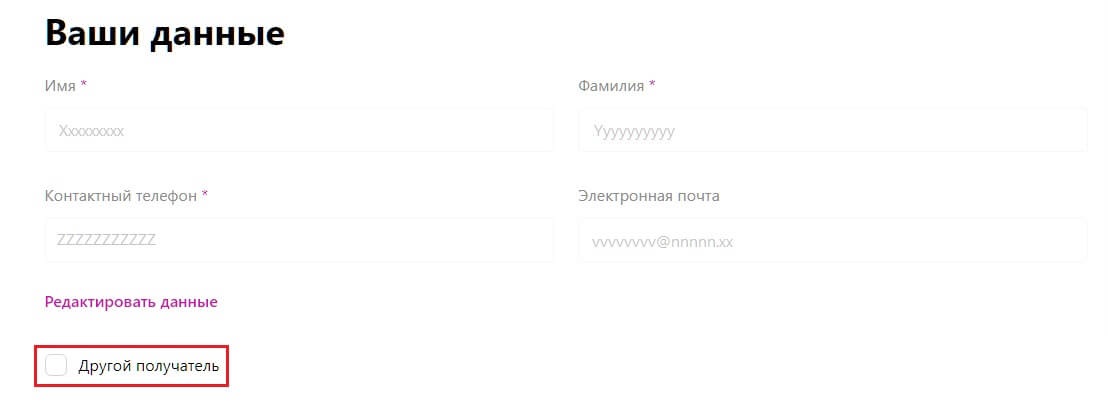 Ваши данные
Имя *
Фамилия *
Xxxxxxxxx
Yyyyyyyyyy
Контактный телефон *
Электронная почта
ZZZZZZZZZZZ
vvvvvvvv@nnnnn.xx
Редактировать данные
Другой получатель